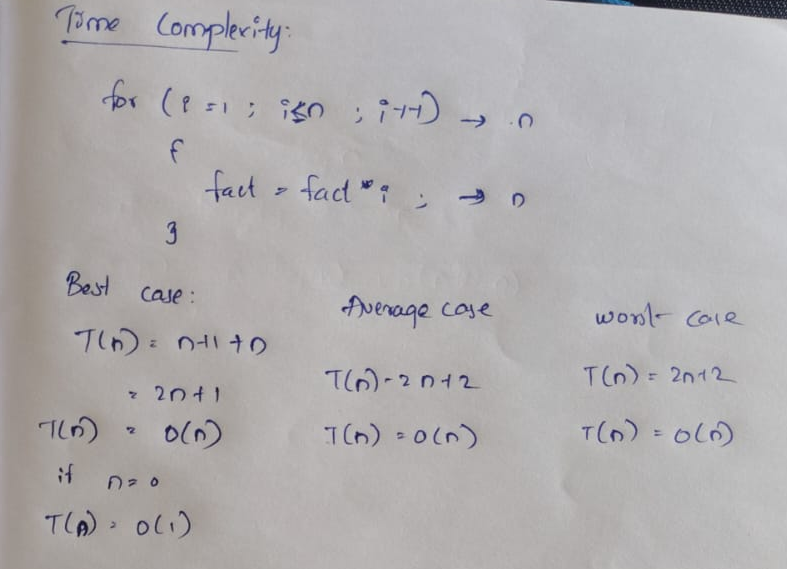 Time Complexity:
for (i = 1 ; i≤n ; i++) → n
{
fact = fact * i ; → n
}
Best case:
T(n) = n+1 + n
= 2n+1
T(n) = O(n)
if n = 0
T(n) = O(1)
Average case
T(n) = 2n+2
T(n) = O(n)
worst case
T(n) = 2n+2
T(n) = O(n)